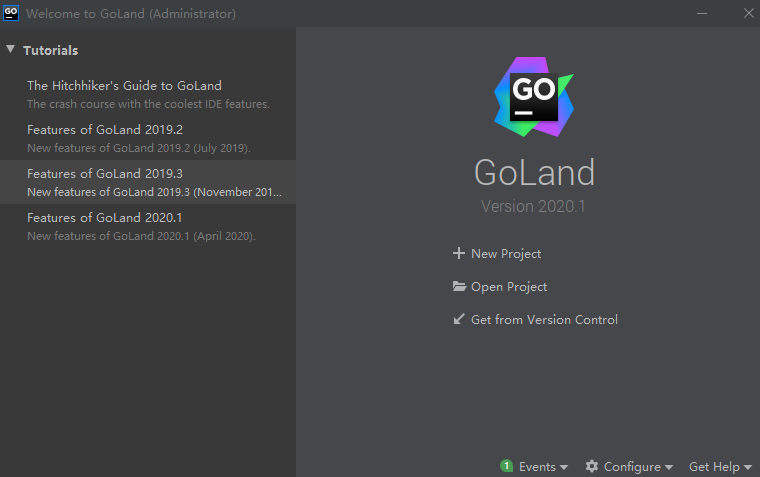 Welcome to GoLand (Administrator)
Tutorials
The Hitchhiker's Guide to GoLand
The crash course with the coolest IDE features.
Features of GoLand 2019.2
New features of GoLand 2019.2 (July 2019).
Features of GoLand 2019.3
New features of GoLand 2019.3 (November 201...
Features of GoLand 2020.1
New features of GoLand 2020.1 (April 2020).
GO
GoLand
Version 2020.1
New Project
Open Project
Get from Version Control
1 Events
Configure
Get Help